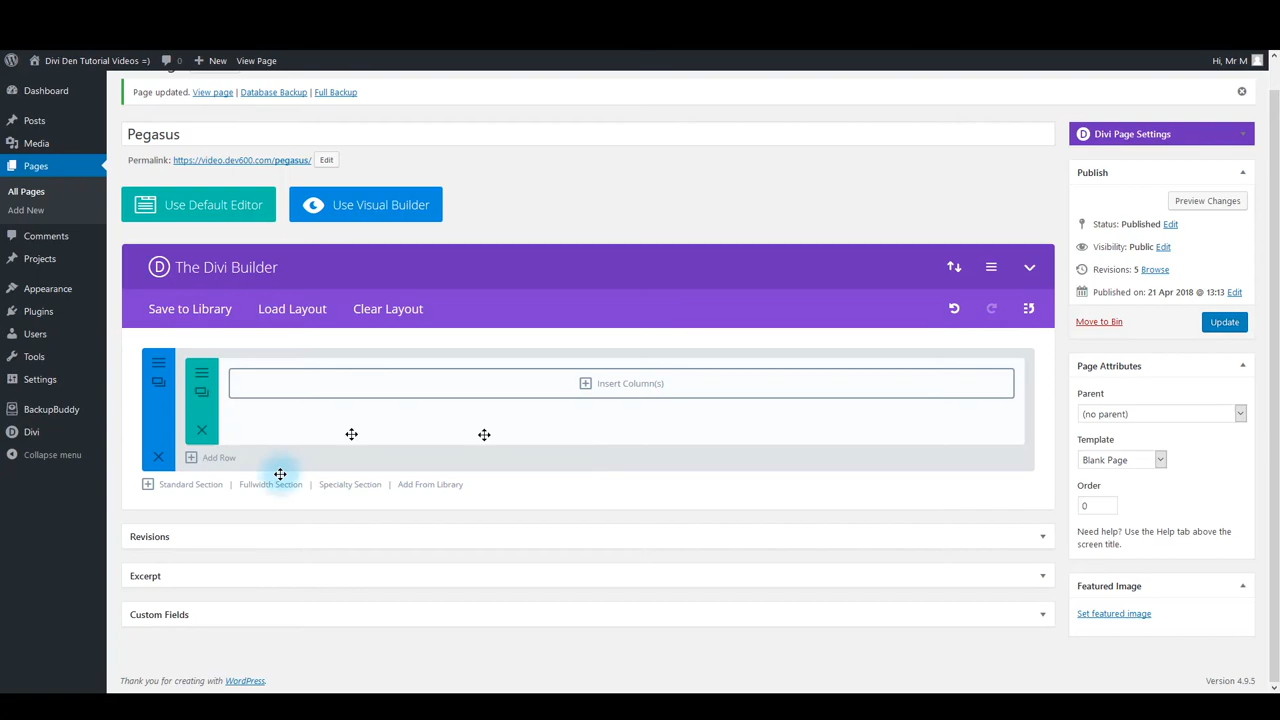 Divi Den Tutorial Videos =) 0 New View Page Hi, Mr M
Dashboard
Posts
Media
Pages
All Pages
Add New
Comments
Projects
Appearance
Plugins
Users
Tools
Settings
BackupBuddy
Divi
Collapse menu
Page updated. View page | Database Backup | Full Backup
Pegasus
Permalink: https://video.dev600.com/pegasus/ Edit
Use Default Editor Use Visual Builder
D The Divi Builder
Save to Library Load Layout Clear Layout
Insert Column(s)
Add Row
Standard Section | Fullwidth Section | Specialty Section | Add From Library
Revisions
Excerpt
Custom Fields
D Divi Page Settings
Publish
Preview Changes
Status: Published Edit
Visibility: Public Edit
Revisions: 5 Browse
Published on: 21 Apr 2018 @ 13:13 Edit
Move to Bin Update
Page Attributes
Parent
(no parent)
Template
Blank Page
Order
0
Need help? Use the Help tab above the
screen title.
Featured Image
Set featured image
Thank you for creating with WordPress. Version 4.9.5